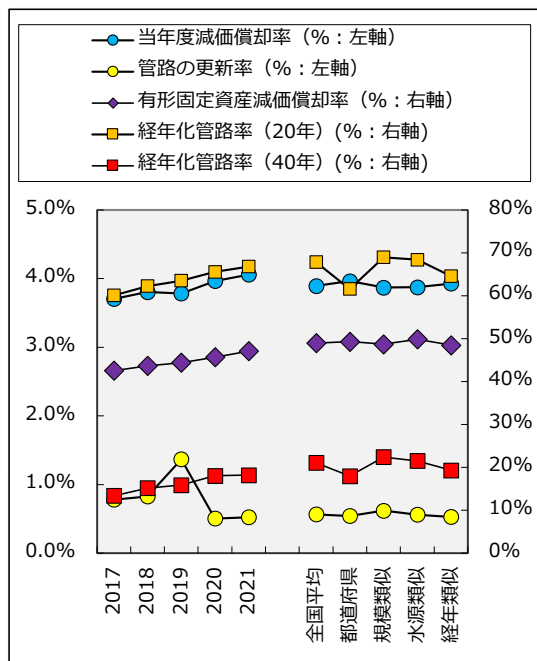 当年度減価償却率（%：左軸）
管路の更新率（%：左軸）
有形固定資産減価償却率（%：右軸）
経年化管路率（20年）(%：右軸)
経年化管路率（40年）(%：右軸)
5.0%
4.0%
3.0%
2.0%
1.0%
0.0%
80%
70%
60%
50%
40%
30%
20%
10%
0%
2017
2018
2019
2020
2021
全国平均
都道府県
規模類似
水源類似
経年類似